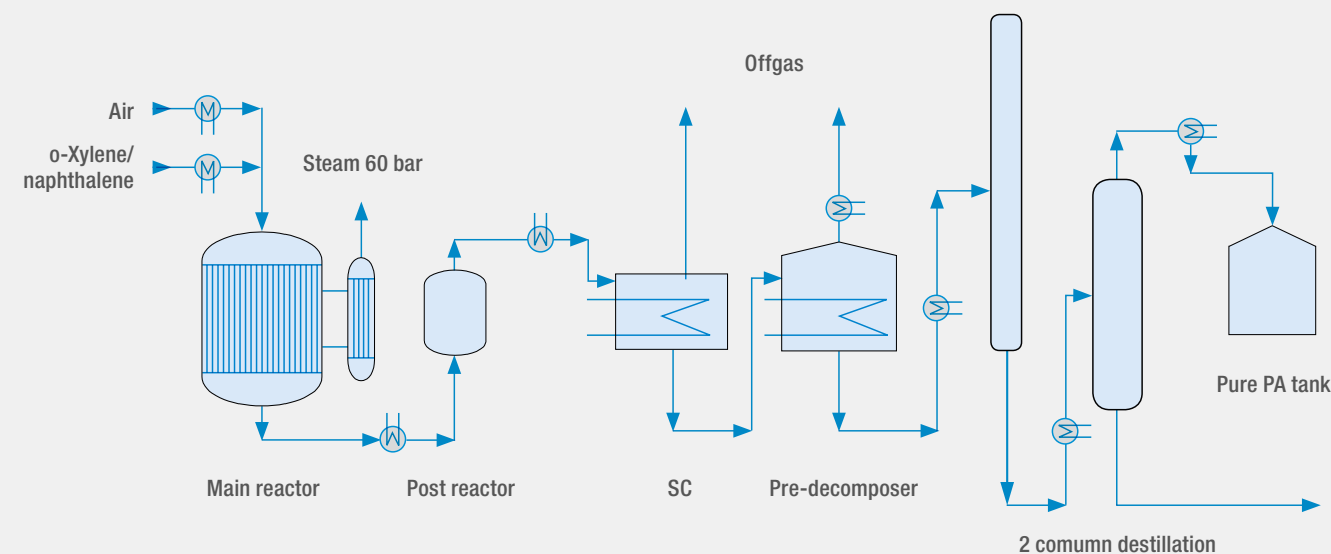 Offgas
Air
o-Xylene/
naphthalene
Steam 60 bar
Pure PA tank
Main reactor
Post reactor
SC
Pre-decomposer
2 comumn destillation